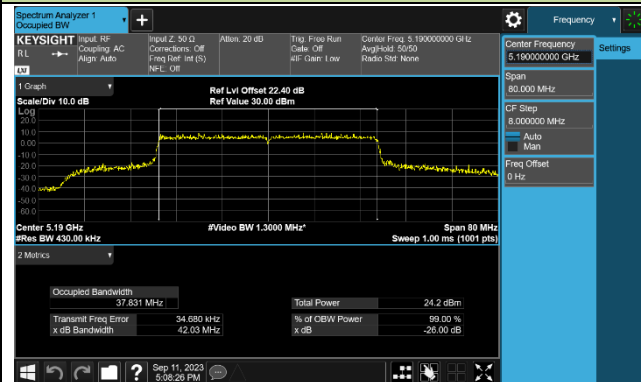 Spectrum Analyzer 1
Occupied BW
Frequency
KEYSIGHT
RL
LXI
Input: RF
Coupling: AC
Align: Auto
Input Z: 50 Ω
Corrections: Off
Freq Ref: Int (S)
NFE: Off
Atten: 20 dB
Trig: Free Run
Gate: Off
#IF Gain: Low
Center Freq: 5.190000000 GHz
Avg|Hold: 50/50
Radio Std: None
Center Frequency
5.190000000 GHz
Settings
Span
80.000 MHz
CF Step
8.000000 MHz
Auto
Man
Freq Offset
0 Hz
1 Graph
Scale/Div 10.0 dB
Ref Lvl Offset 22.40 dB
Ref Value 30.00 dBm
Log
20.0
10.0
0.00
-10.0
-20.0
-30.0
-40.0
-50.0
-60.0
Center 5.19 GHz
#Res BW 430.00 kHz
#Video BW 1.3000 MHz*
Span 80 MHz
Sweep 1.00 ms (1001 pts)
2 Metrics
Occupied Bandwidth
37.831 MHz
Transmit Freq Error 34.680 kHz
x dB Bandwidth 42.03 MHz
Total Power 24.2 dBm
% of OBW Power 99.00 %
x dB -26.00 dB
Sep 11, 2023
5:08:26 PM